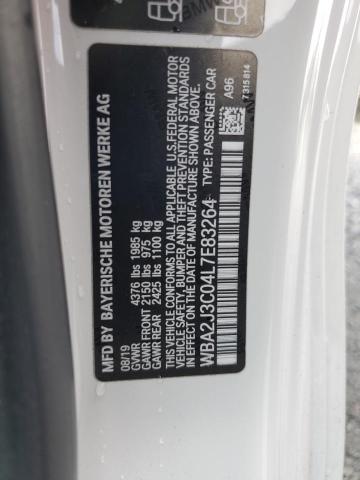 MFD BY BAYERISCHE MOTOREN WERKE AG
08/19
GVWR 4376 lbs 1985 kg
GAWR FRONT 2150 lbs 975 kg
GAWR REAR 2425 lbs 1100 kg
THIS VEHICLE CONFORMS TO ALL APPLICABLE U.S.FEDERAL MOTOR
VEHICLE SAFETY, BUMPER AND THEFT PREVENTION STANDARDS
IN EFFECT ON THE DATE OF MANUFACTURE SHOWN ABOVE.
WBA2J3C04L7E83264
TYPE: PASSENGER CAR
A96
7315814